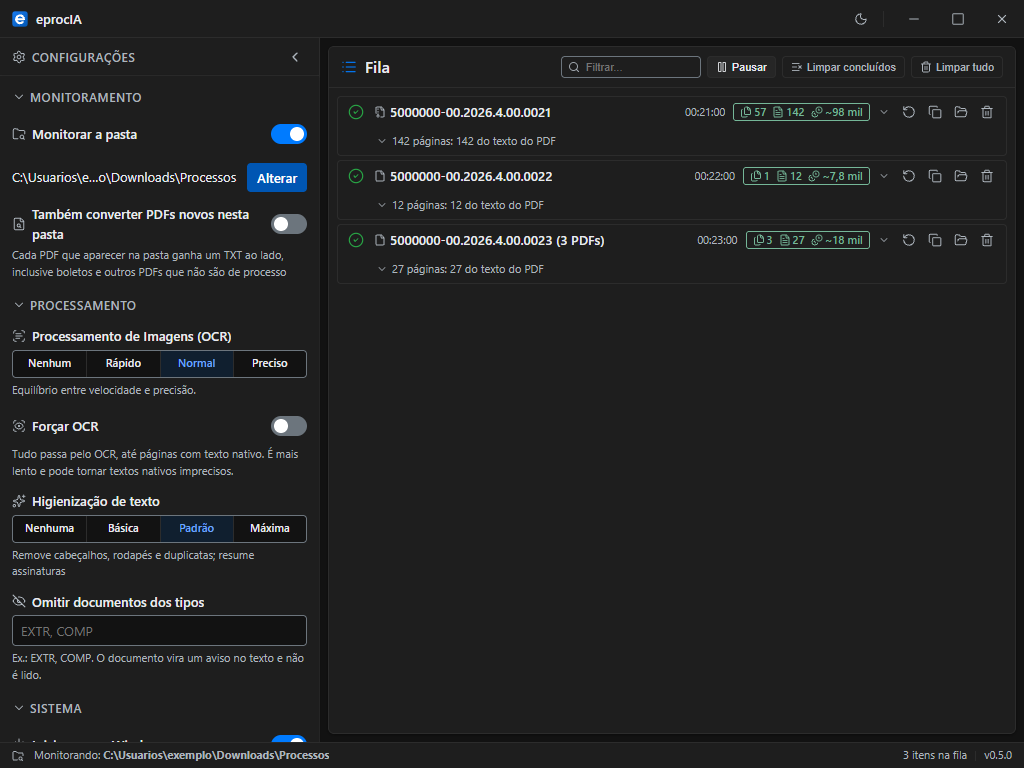 eprocIA
CONFIGURAÇÕES
MONITORAMENTO
Monitorar a pasta
C:\Usuarios\e...o\Downloads\Processos
Alterar
Também converter PDFs novos nesta
pasta
Cada PDF que aparecer na pasta ganha um TXT ao lado,
inclusive boletos e outros PDFs que não são de processo
PROCESSAMENTO
Processamento de Imagens (OCR)
Nenhum Rápido Normal Preciso
Equilíbrio entre velocidade e precisão.
Forçar OCR
Tudo passa pelo OCR, até páginas com texto nativo. É mais
lento e pode tornar textos nativos imprecisos.
Higienização de texto
Nenhuma Básica Padrão Máxima
Remove cabeçalhos, rodapés e duplicatas; resume
assinaturas
Omitir documentos dos tipos
EXTR, COMP
Ex.: EXTR, COMP. O documento vira um aviso no texto e não
é lido.
SISTEMA
Fila
Filtrar...
Pausar
Limpar concluídos
Limpar tudo
5000000-00.2026.4.00.0021 00:21:00 57 142 ~98 mil
142 páginas: 142 do texto do PDF
5000000-00.2026.4.00.0022 00:22:00 1 12 ~7,8 mil
12 páginas: 12 do texto do PDF
5000000-00.2026.4.00.0023 (3 PDFs) 00:23:00 3 27 ~18 mil
27 páginas: 27 do texto do PDF
Monitorando: C:\Usuarios\exemplo\Downloads\Processos
3 itens na fila v0.5.0